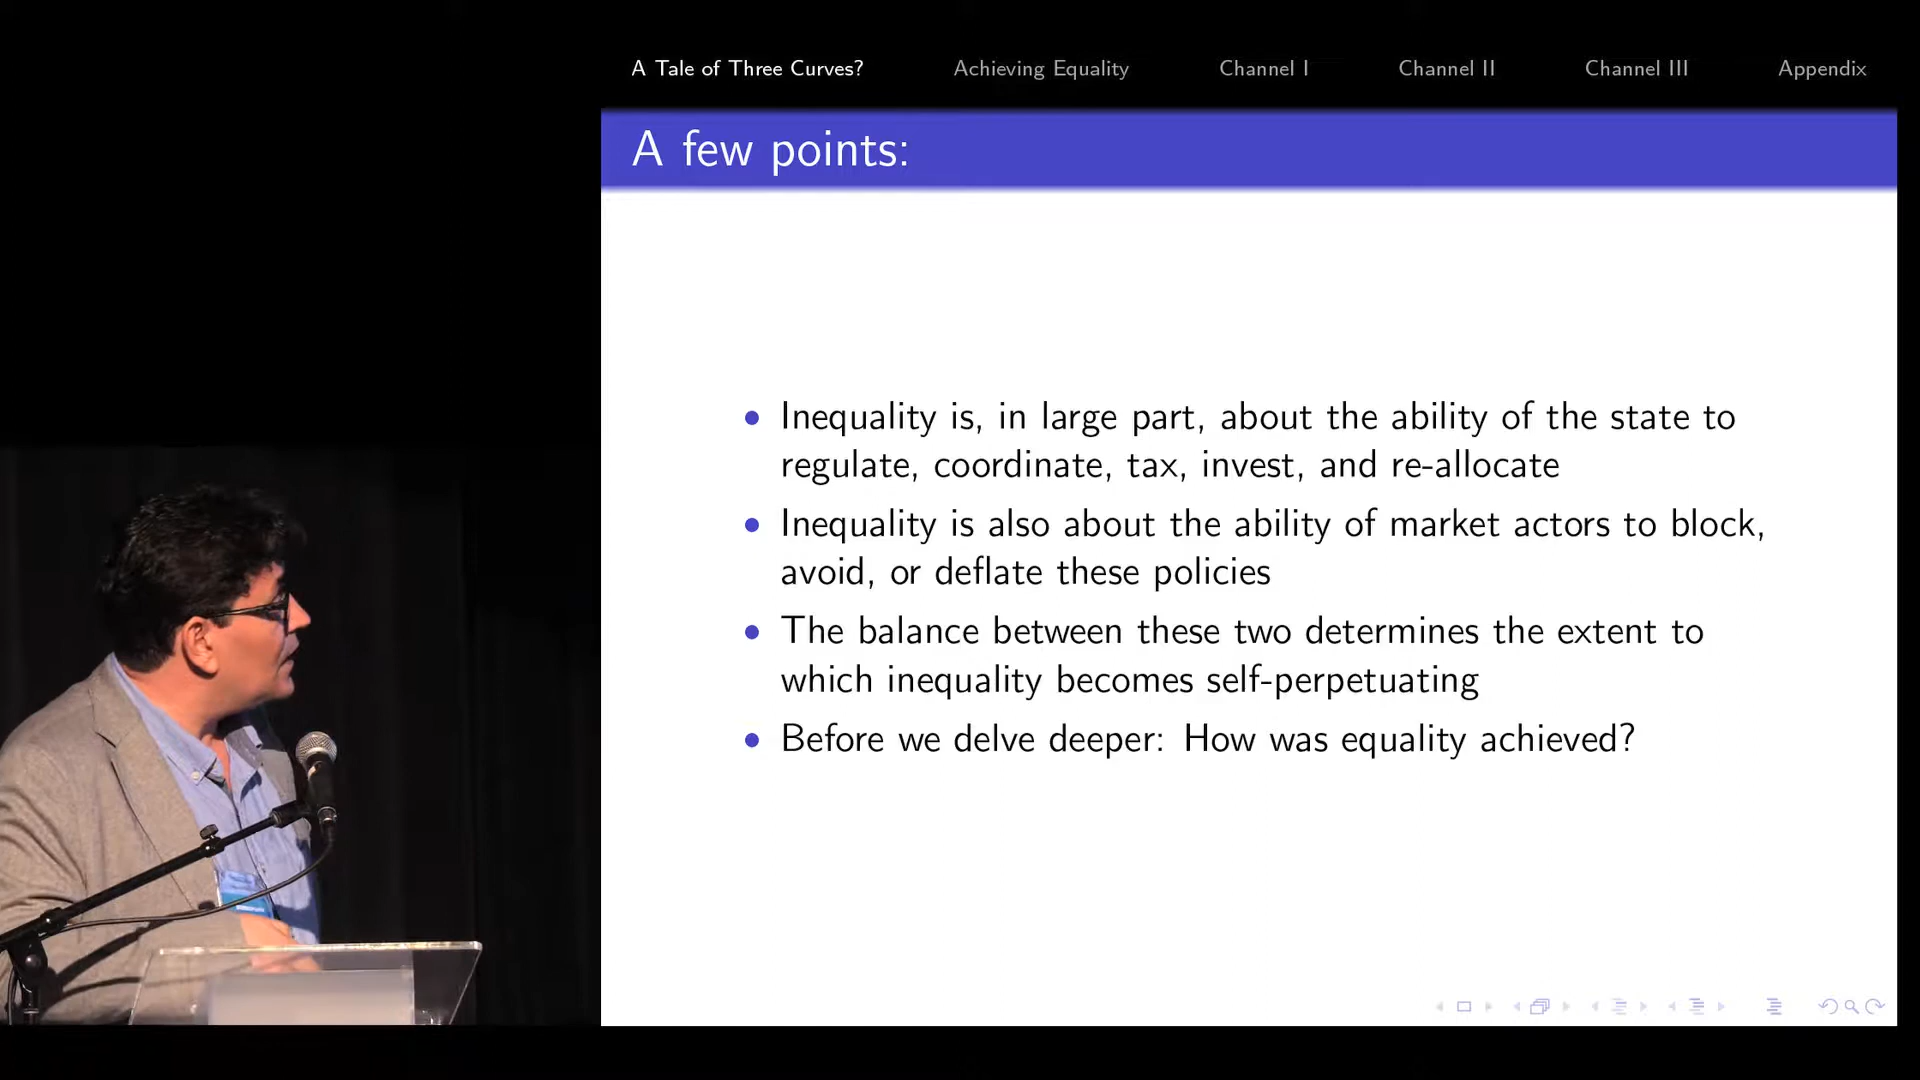 A Tale of Three Curves?
Achieving Equality
Channel I
Channel II
Channel III
Appendix
A few points:
• Inequality is, in large part, about the ability of the state to
regulate, coordinate, tax, invest, and re-allocate
• Inequality is also about the ability of market actors to block,
avoid, or deflate these policies
• The balance between these two determines the extent to
which inequality becomes self-perpetuating
• Before we delve deeper: How was equality achieved?